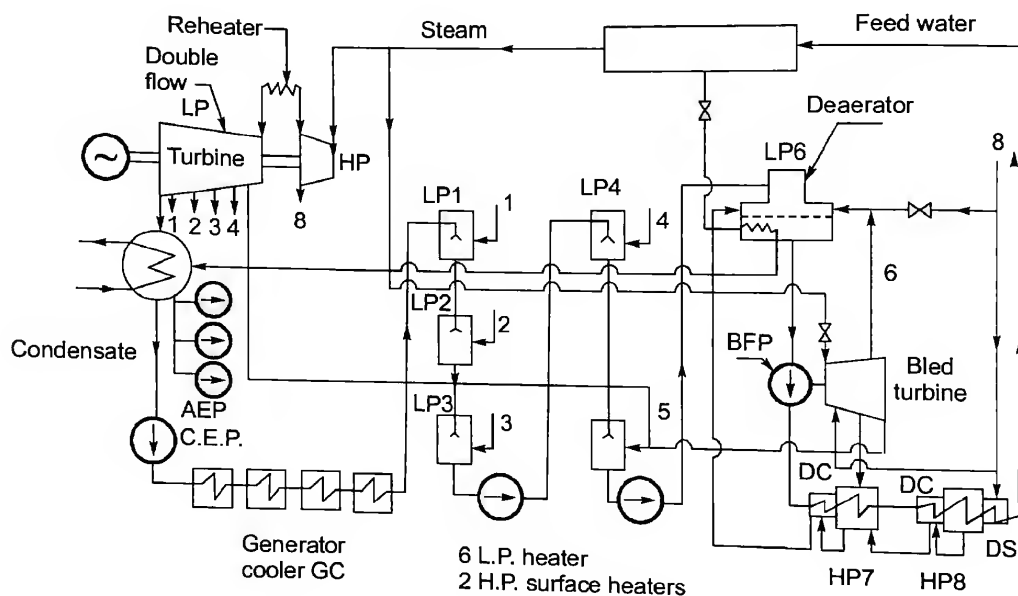 Reheater
Steam
Feed water
Double
flow
LP
Deaerator
Turbine
HP
LP6
8
LP1
1
LP4
4
1 2 3 4
8
6
LP2
2
Condensate
BFP
Bled
turbine
AEP
LP3
3
5
C.E.P.
DC
DC
DS
Generator
cooler GC
6 L.P. heater
2 H.P. surface heaters
HP7
HP8